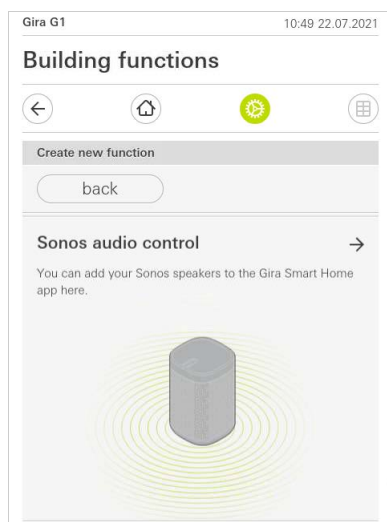 Gira G1 10:49 22.07.2021
Building functions
Create new function
back
Sonos audio control
You can add your Sonos speakers to the Gira Smart Home
app here.